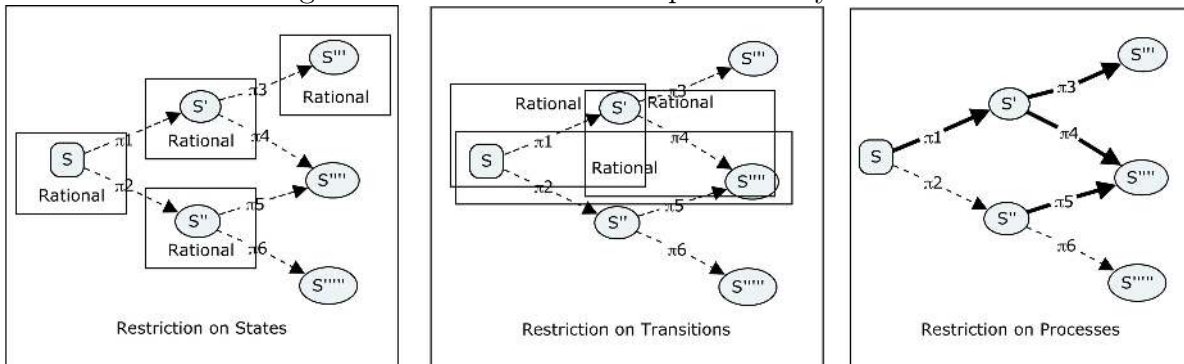 S'''
π3
Rational
S'
π1
Rational
π4
S
Rational
S''''
π2
π5
S''
Rational
π6
S'''''
Restriction on States
S'''
π3
Rational
Rational
S'
π1
π4
S
Rational
S''''
π2
π5
S''
π6
S'''''
Restriction on Transitions
S'''
π3
S'
π1
π4
S
S''''
π2
π5
S''
π6
S'''''
Restriction on Processes